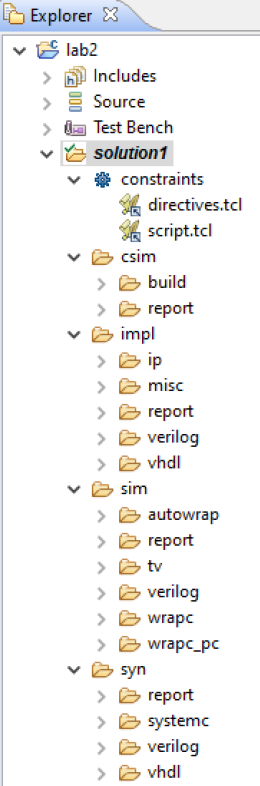 Explorer
lab2
Includes
Source
Test Bench
solution1
constraints
directives.tcl
script.tcl
csim
build
report
impl
ip
misc
report
verilog
vhdl
sim
autowrap
report
tv
verilog
wrapc
wrapc_pc
syn
report
systemc
verilog
vhdl